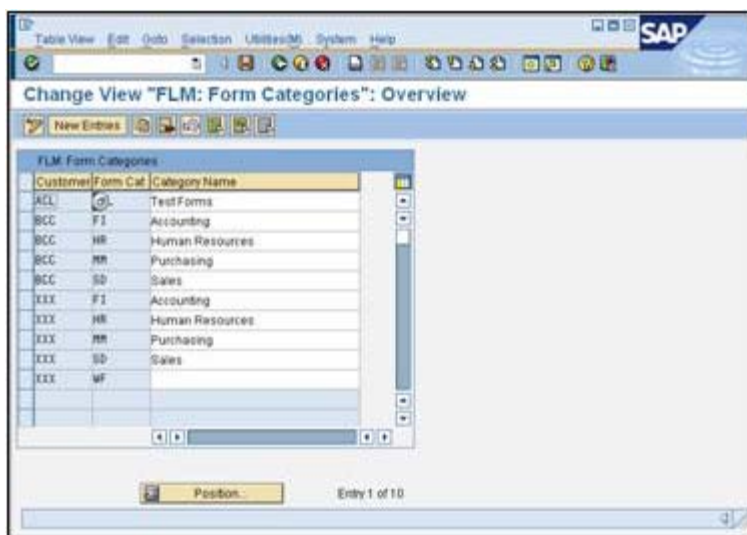 Table View Edit Goto Selection Utilities(M) System Help
SAP
Change View "FLM: Form Categories": Overview
New Entries
FLM: Form Categories
Customer Form Cat Category Name
ACL Test Forms
BCC FI Accounting
BCC HR Human Resources
BCC MM Purchasing
BCC SD Sales
XXX FI Accounting
XXX HR Human Resources
XXX MM Purchasing
XXX SD Sales
XXX WF
Position...
Entry 1 of 10